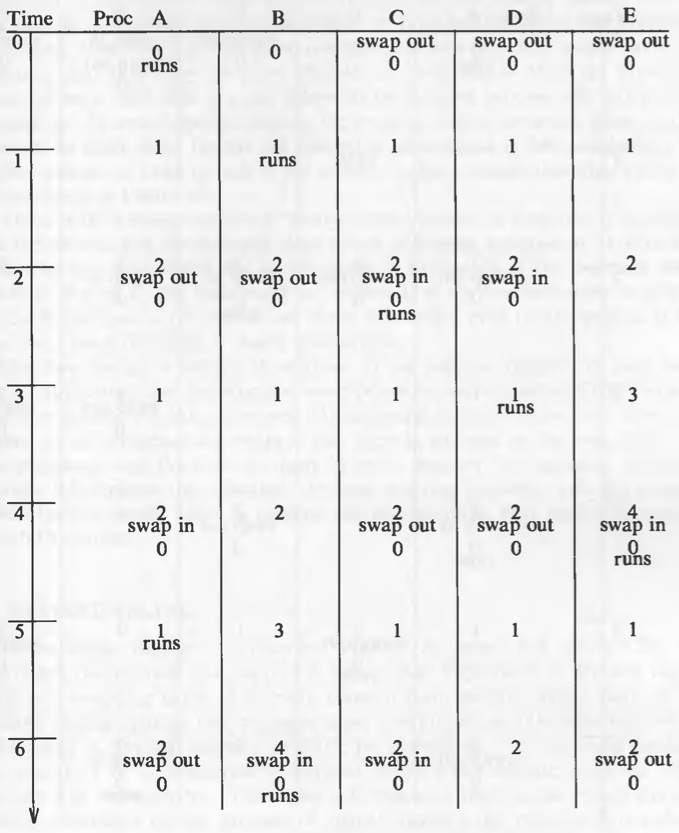 Time Proc A B C D E
0 swap out swap out swap out
0 0 0 0 0
runs
1 1 1 1 1 1
runs
2 2 2 2 2 2
swap out swap out swap in swap in
0 0 0 0
runs
3 1 1 1 1 3
runs
4 2 2 2 2 4
swap in swap out swap out swap in
0 0 0 0
runs
5 1 3 1 1 1
runs
6 2 4 2 2 2
swap out swap in swap in swap out
0 0 0 0
runs